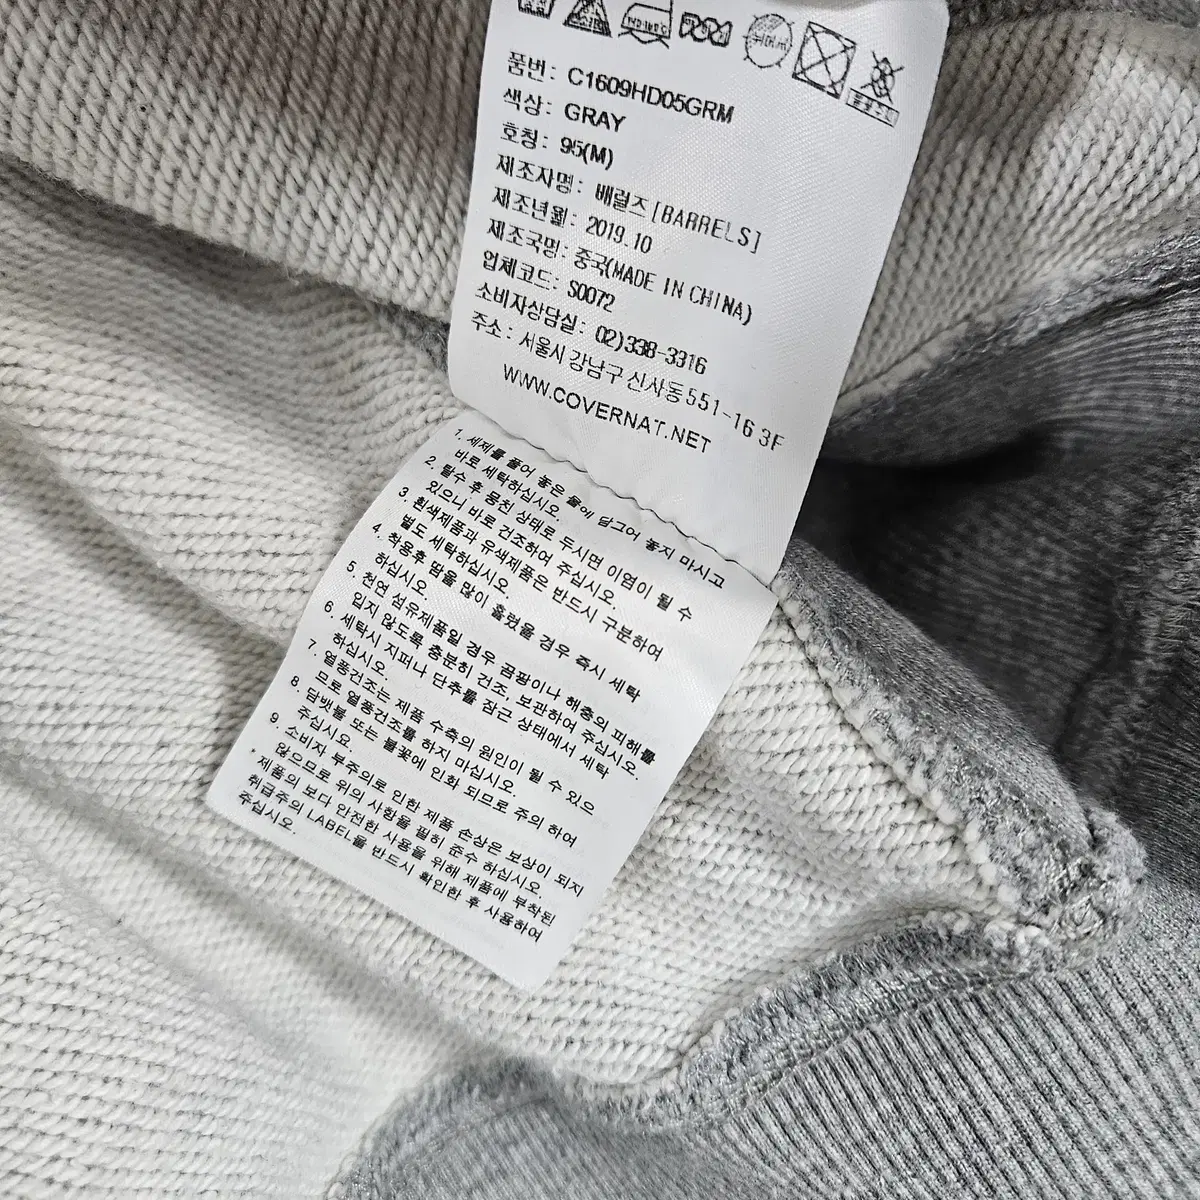 품번: C1609HD05GRM
색상: GRAY
호칭: 95(M)
제조자명: 배럴즈[BARRELS]
제조년월: 2019.10
제조국명: 중국(MADE IN CHINA)
업체코드: S0072
소비자상담실: 02)338-3316
주소: 서울시 강남구 신사동 551-16 3F
WWW.COVERNAT.NET
1. 세제를 풀어 놓은 물에 담그어 놓지 마시고
바로 세탁하십시오.
2. 탈수 후 뭉친 상태로 두시면 이염이 될 수
있으니 바로 건조하여 주십시오.
3. 흰색제품과 유색제품은 반드시 구분하여
별도 세탁하십시오.
4. 착용후 땀을 많이 흘렸을 경우 즉시 세탁
하십시오.
5. 천연 섬유제품일 경우 곰팡이나 해충의 피해를
입지 않도록 충분히 건조, 보관하여 주십시오.
6. 세탁시 지퍼나 단추를 잠근 상태에서 세탁
하십시오.
7. 열풍건조는 제품 수축의 원인이 될 수 있으
므로 열풍건조를 하지 마십시오.
8. 담뱃불 또는 불꽃에 인화 되므로 주의 하여
주십시요.
9. 소비자 부주의로 인한 제품 손상은 보상이 되지
않으므로 위의 사항을 필히 준수 하십시오.
* 제품의 보다 안전한 사용을 위해 제품에 부착된
취급주의 LABEL을 반드시 확인한 후 사용하여
주십시오.